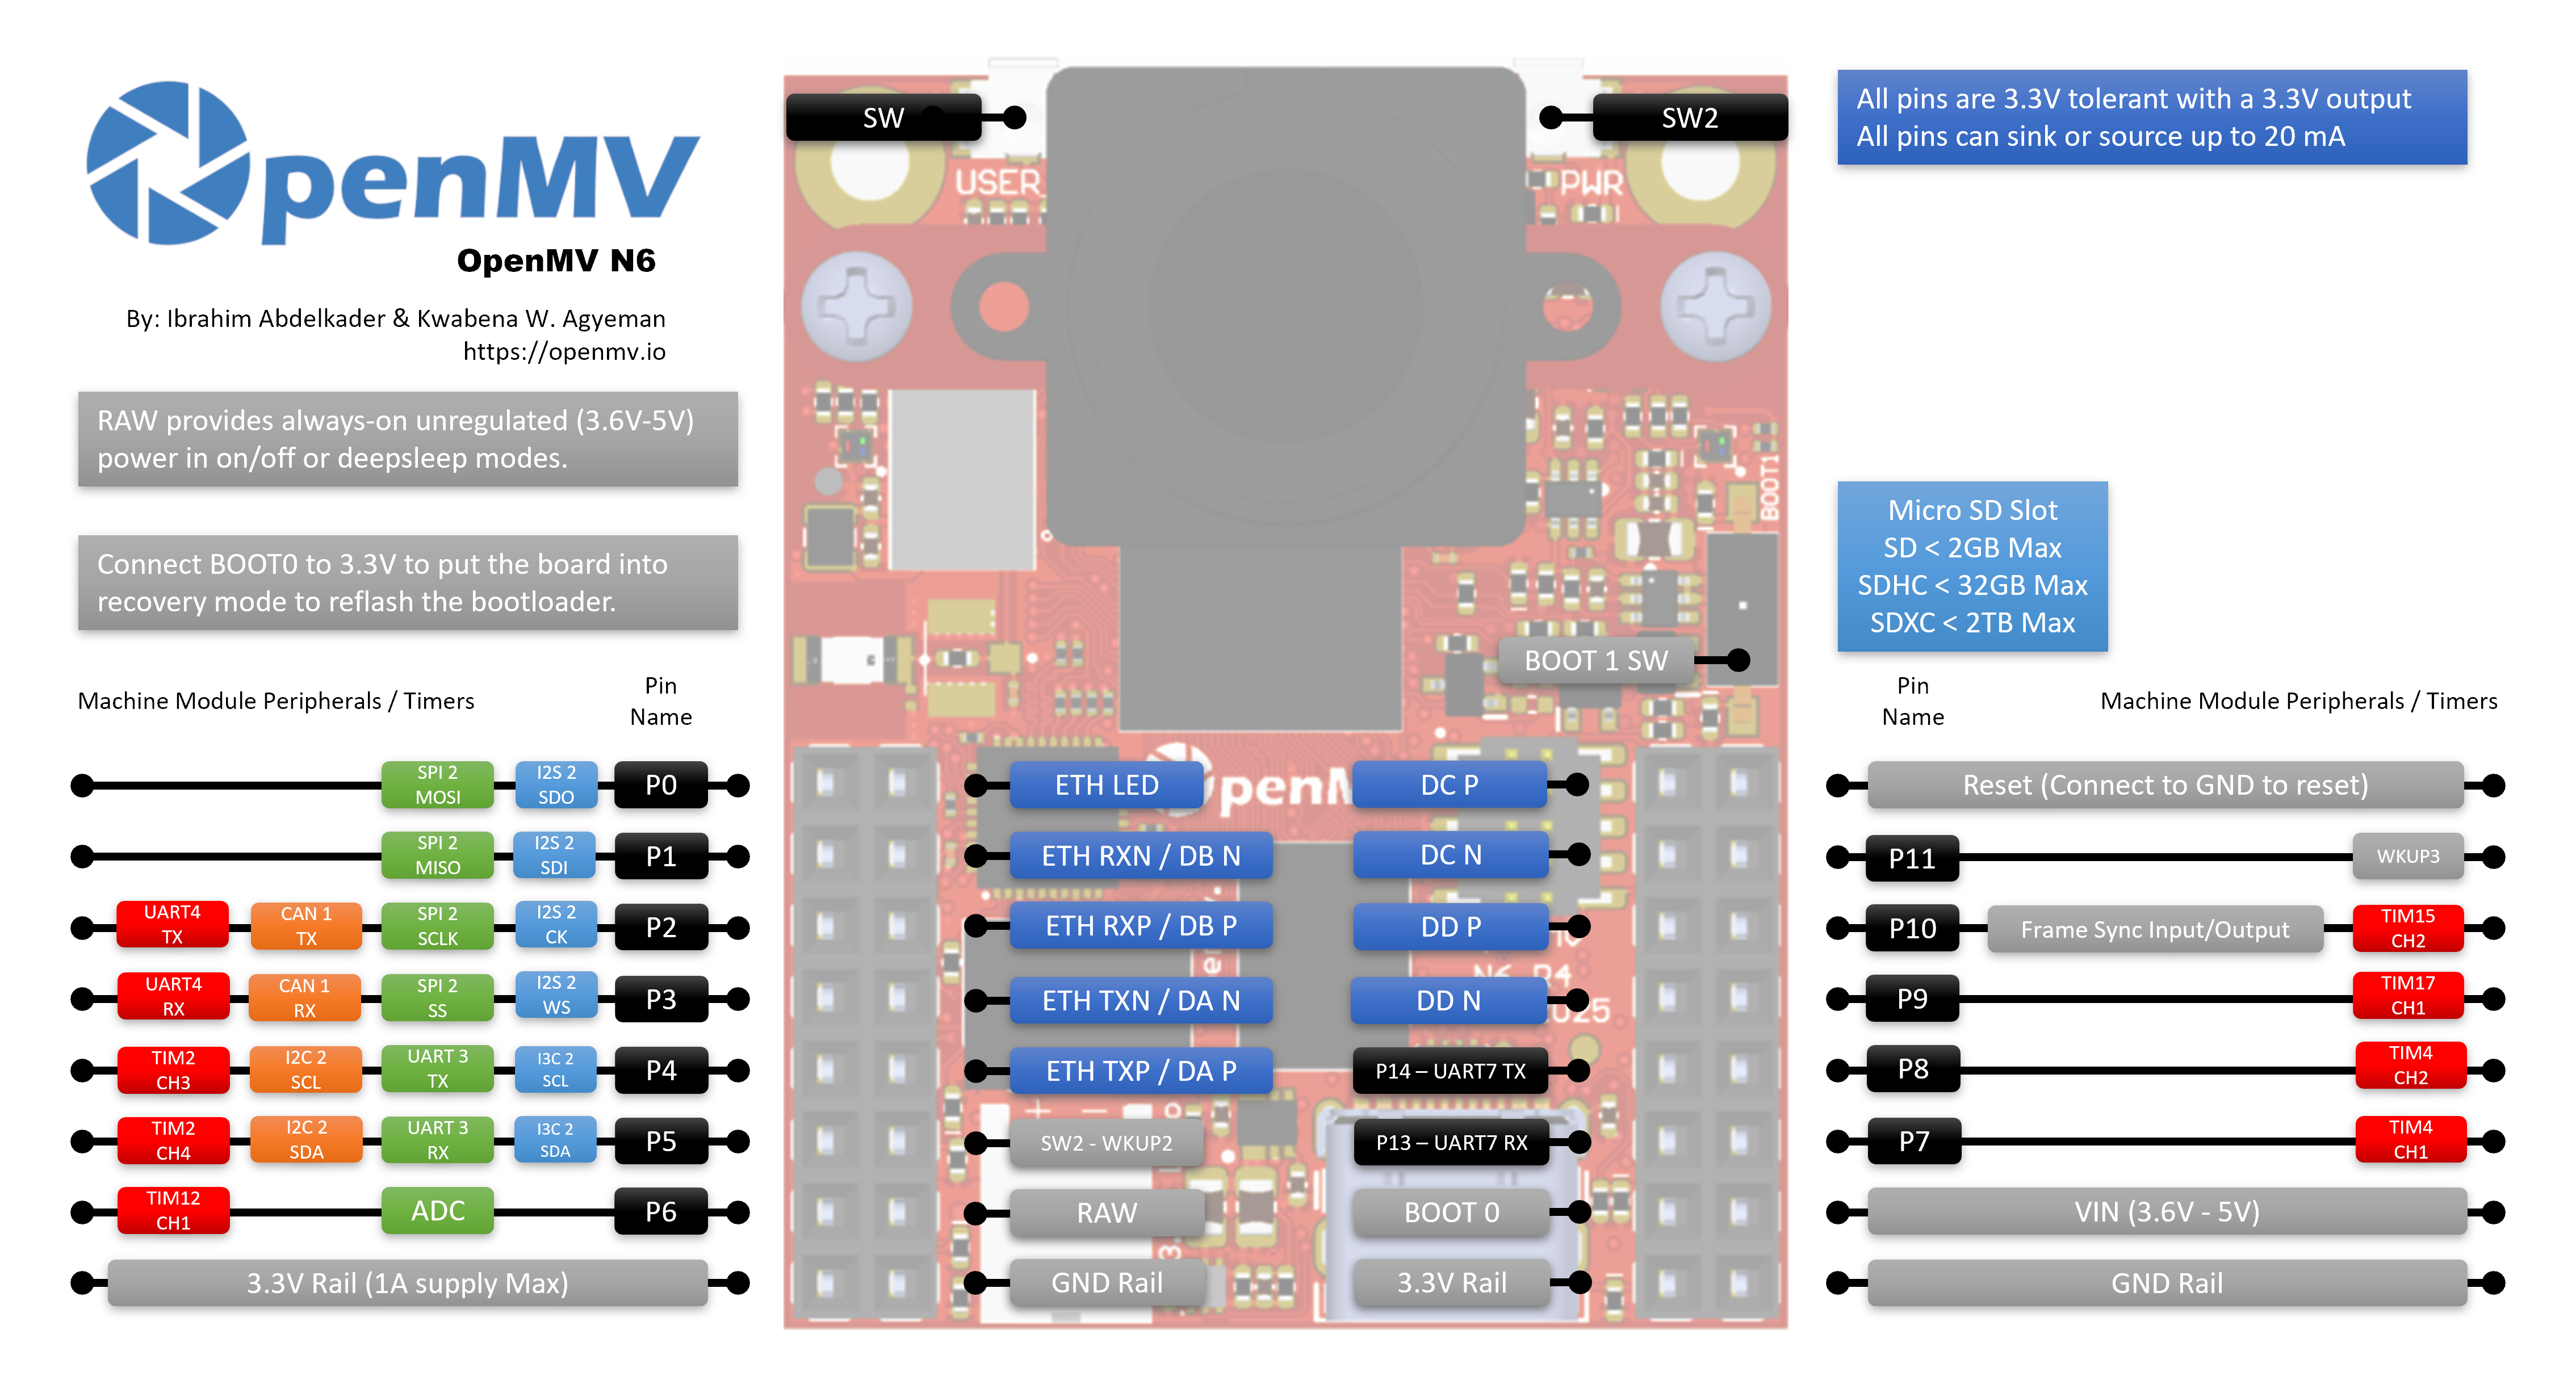 OpenMV
OpenMV N6
By: Ibrahim Abdelkader & Kwabena W. Agyeman
https://openmv.io
RAW provides always-on unregulated (3.6V-5V)
power in on/off or deepsleep modes.
Connect BOOT0 to 3.3V to put the board into
recovery mode to reflash the bootloader.
Machine Module Peripherals / Timers
Pin
Name
SPI 2
MOSI
I2S 2
SDO
P0
SPI 2
MISO
I2S 2
SDI
P1
UART4
TX
CAN 1
TX
SPI 2
SCLK
I2S 2
CK
P2
UART4
RX
CAN 1
RX
SPI 2
SS
I2S 2
WS
P3
TIM2
CH3
I2C 2
SCL
UART 3
TX
I3C 2
SCL
P4
TIM2
CH4
I2C 2
SDA
UART 3
RX
I3C 2
SDA
P5
TIM12
CH1
ADC
P6
3.3V Rail (1A supply Max)
SW
SW2
USER
PWR
BOOT1
BOOT 1 SW
penM
ETH LED
DC P
ETH RXN / DB N
DC N
ETH RXP / DB P
DD P
N6 R4
ETH TXN / DA N
DD N
ETH TXP / DA P
P14 – UART7 TX
+ –
SW2 - WKUP2
P13 – UART7 RX
RAW
BOOT 0
GND Rail
3.3V Rail
All pins are 3.3V tolerant with a 3.3V output
All pins can sink or source up to 20 mA
Micro SD Slot
SD < 2GB Max
SDHC < 32GB Max
SDXC < 2TB Max
Pin
Name
Machine Module Peripherals / Timers
Reset (Connect to GND to reset)
P11
WKUP3
P10
Frame Sync Input/Output
TIM15
CH2
P9
TIM17
CH1
P8
TIM4
CH2
P7
TIM4
CH1
VIN (3.6V - 5V)
GND Rail